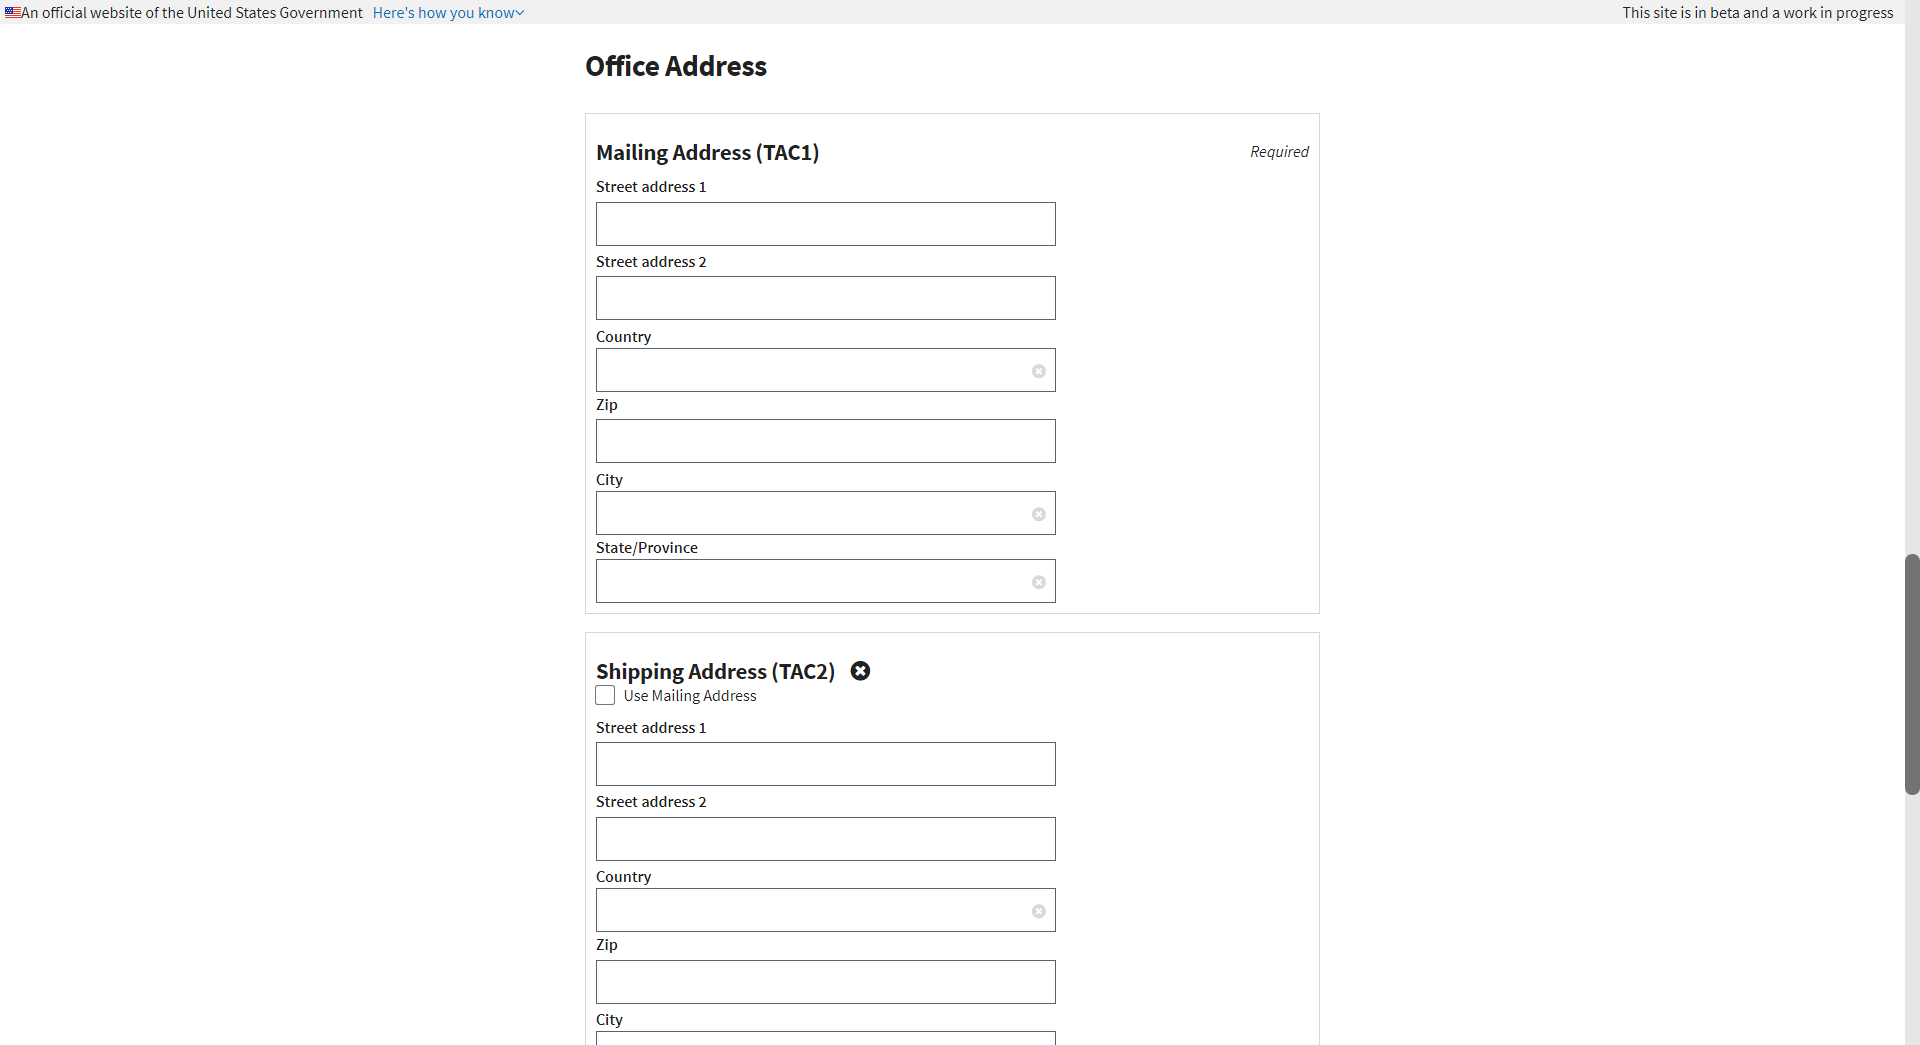 An official website of the United States Government Here's how you know
This site is in beta and a work in progress
Office Address
Mailing Address (TAC1)
Required
Street address 1
Street address 2
Country
Zip
City
State/Province
Shipping Address (TAC2)
Use Mailing Address
Street address 1
Street address 2
Country
Zip
City